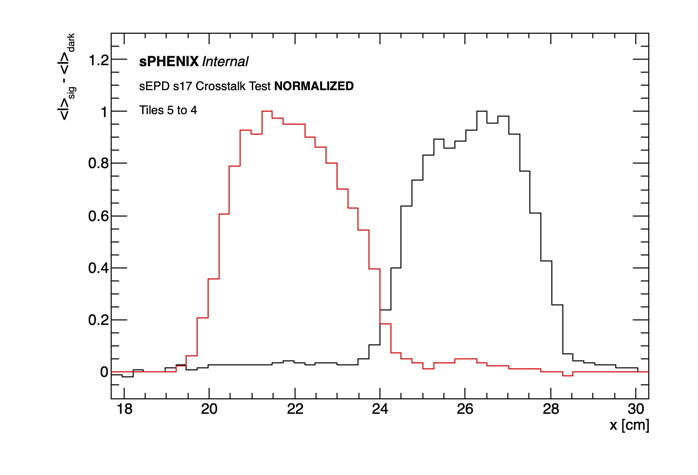 <I>sig - <I>dark
sPHENIX Internal
sEPD s17 Crosstalk Test NORMALIZED
Tiles 5 to 4
1.2
1
0.8
0.6
0.4
0.2
0
18 20 22 24 26 28 30
x [cm]